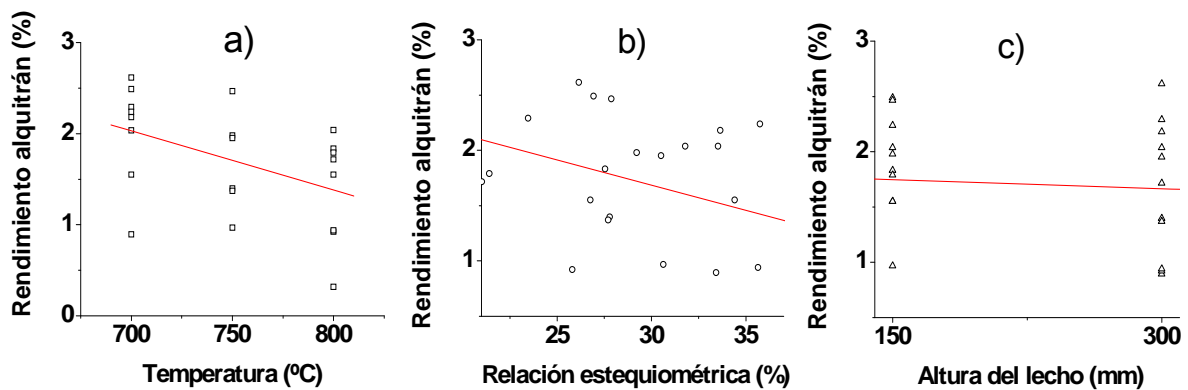 a)
Rendimiento alquitrán (%)
3
2
1
0
700 750 800
Temperatura (ºC)
b)
Rendimiento alquitrán (%)
3
2
1
25 30 35
Relación estequiométrica (%)
c)
Rendimiento alquitrán (%)
3
2
1
150 300
Altura del lecho (mm)